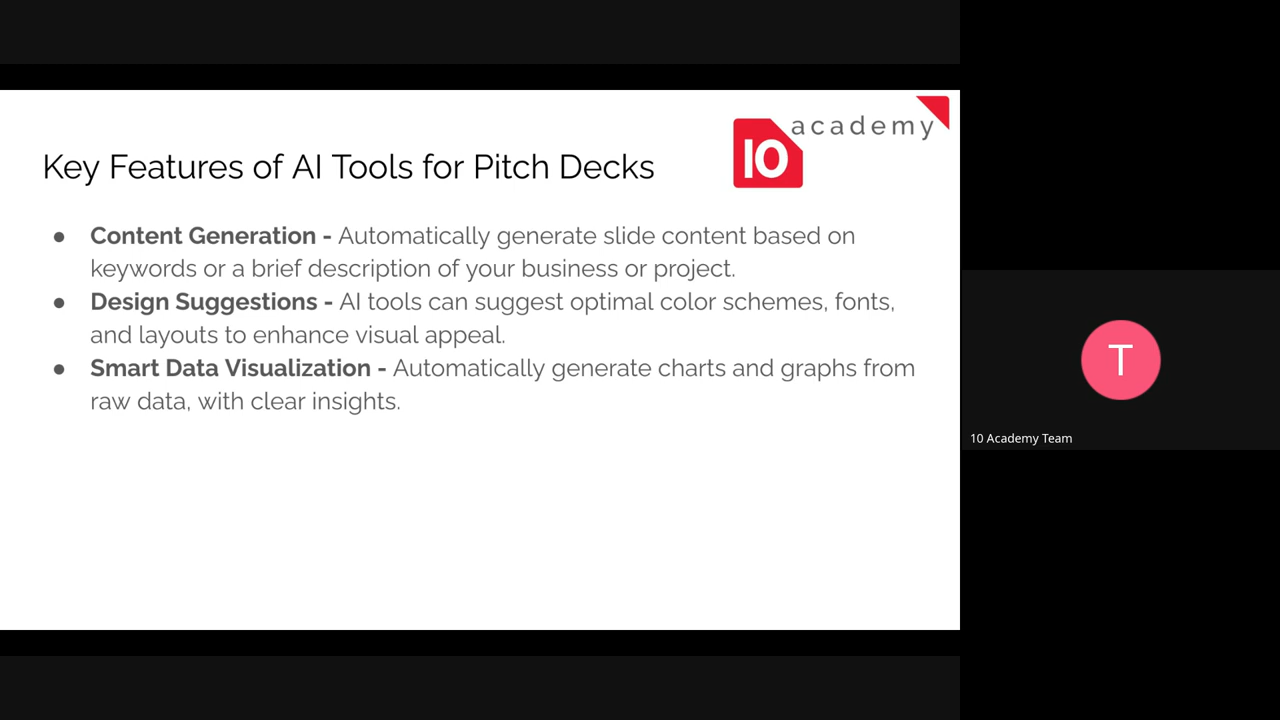 academy
10
Key Features of AI Tools for Pitch Decks
● Content Generation - Automatically generate slide content based on
keywords or a brief description of your business or project.
● Design Suggestions - AI tools can suggest optimal color schemes, fonts,
and layouts to enhance visual appeal.
● Smart Data Visualization - Automatically generate charts and graphs from
raw data, with clear insights.
T
10 Academy Team